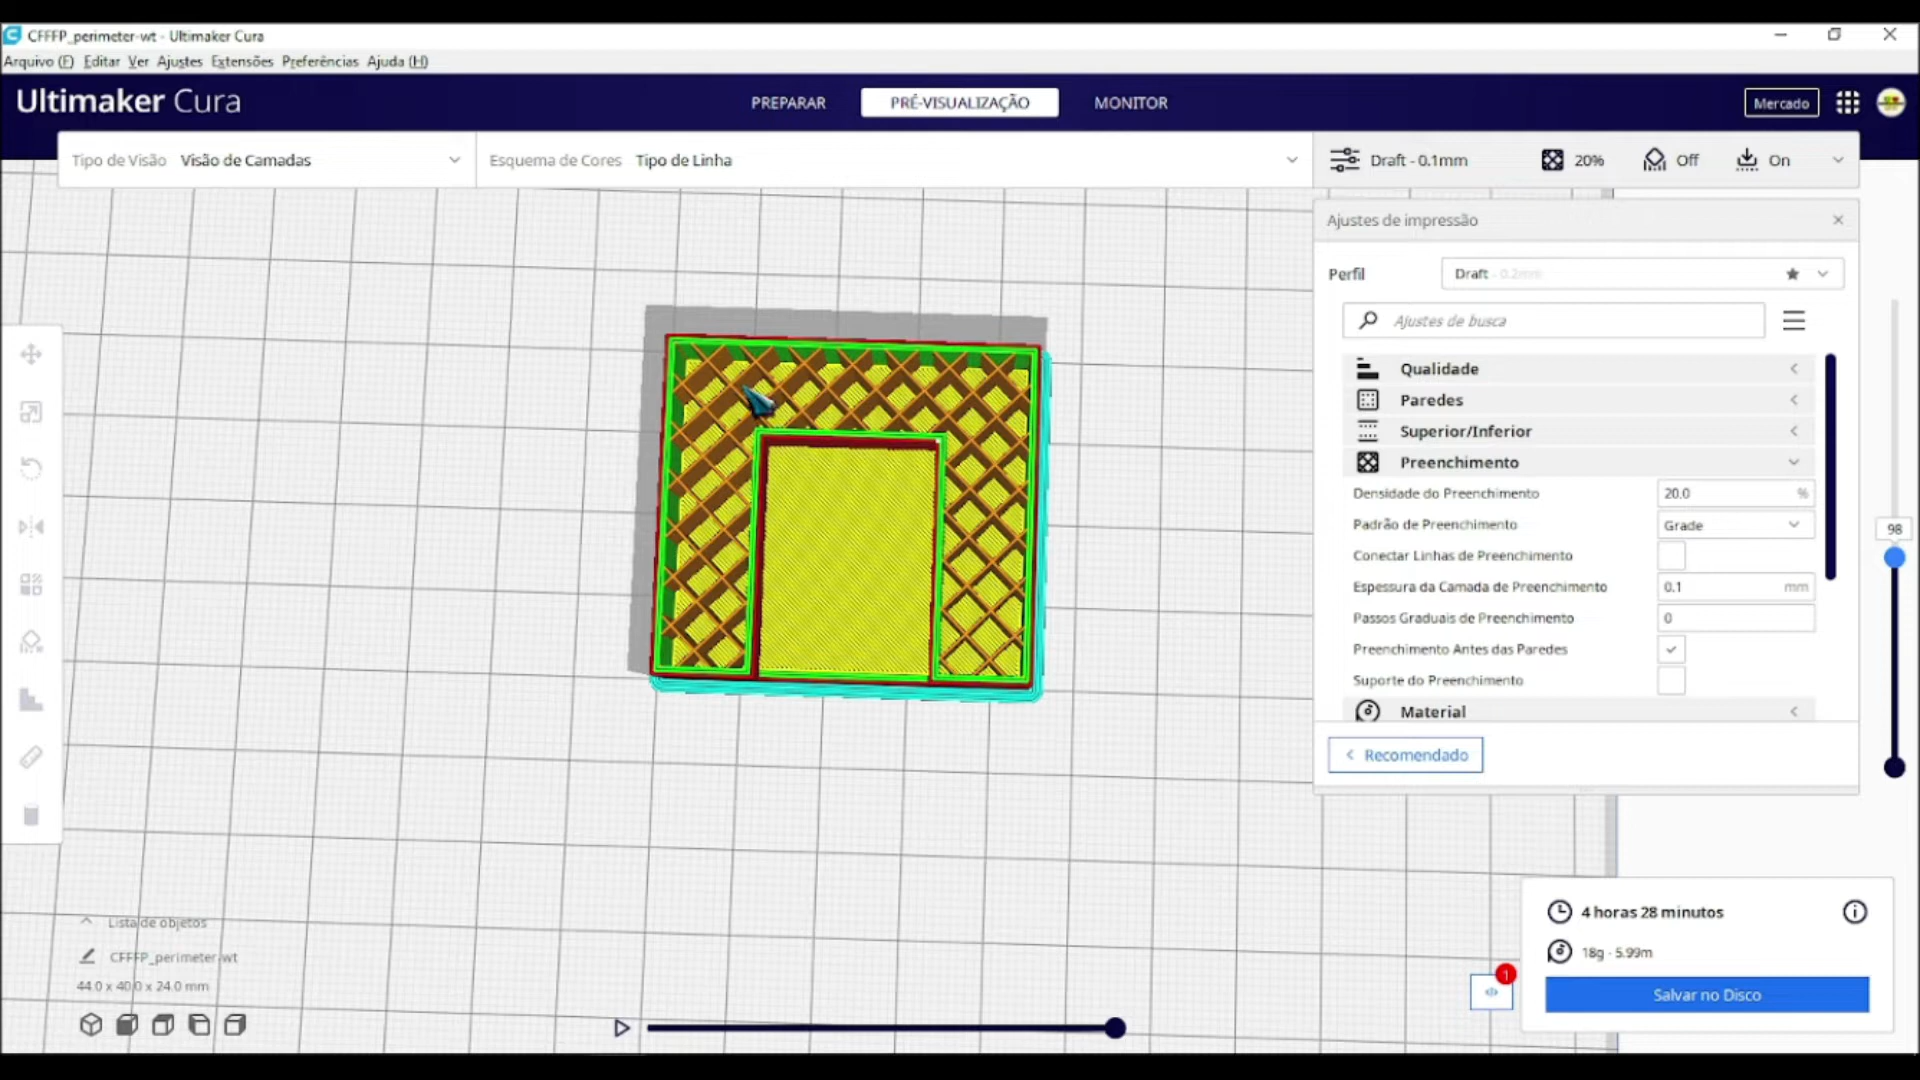 CFFFP_perimeter-wt - Ultimaker Cura
Arquivo (F) Editar Ver Ajustes Extensões Preferências Ajuda (H)
Ultimaker Cura
PREPARAR
PRÉ-VISUALIZAÇÃO
MONITOR
Mercado
Tipo de Visão Visão de Camadas
Esquema de Cores Tipo de Linha
Draft - 0.1mm
20%
Off
On
Ajustes de impressão
Perfil
Draft - 0.2mm
Ajustes de busca
Qualidade
Paredes
Superior/Inferior
Preenchimento
Densidade do Preenchimento 20.0 %
Padrão de Preenchimento Grade
Conectar Linhas de Preenchimento
Espessura da Camada de Preenchimento 0.1 mm
Passos Graduais de Preenchimento 0
Preenchimento Antes das Paredes
Suporte do Preenchimento
Material
Recomendado
98
Lista de objetos
CFFFP_perimeter-wt
44.0 x 40.0 x 24.0 mm
4 horas 28 minutos
18g · 5.99m
1
Salvar no Disco